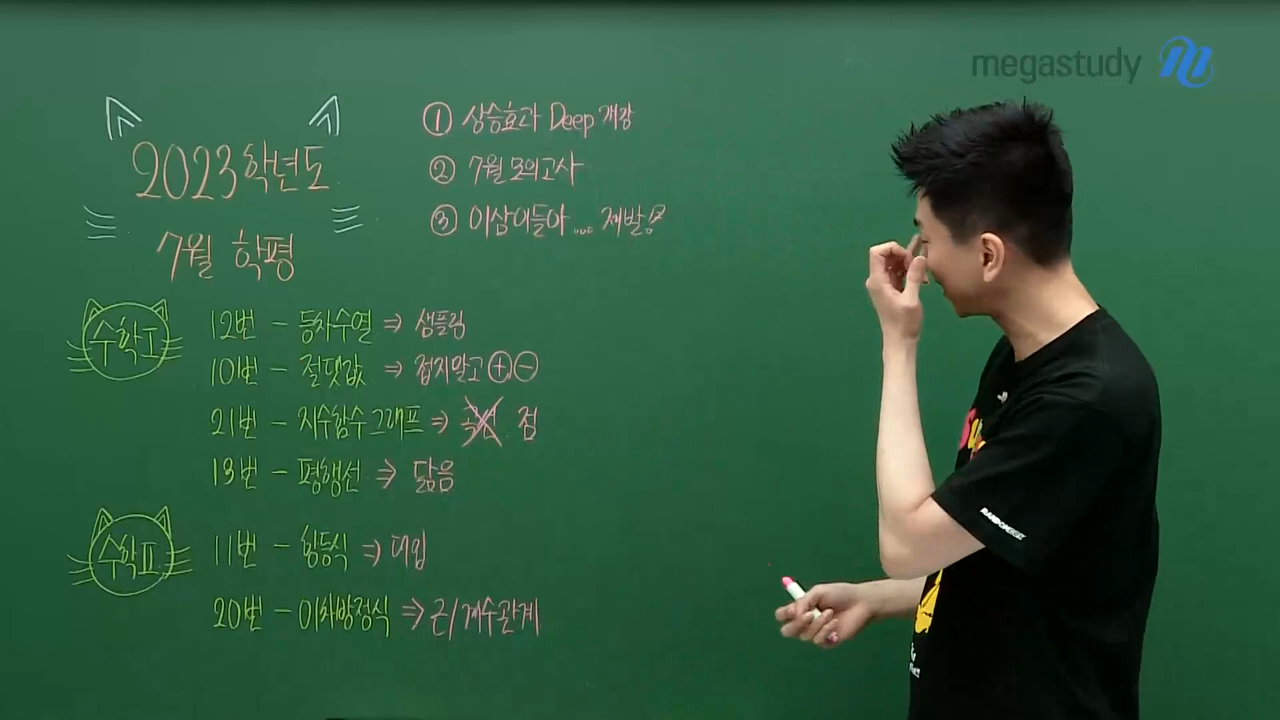 megastudy
2023학년도
7월 학평
① 상승효과 Deep 개강
② 7월 모의고사
③ 이삼이들아 .... 제발!
수학I
12번 - 등차수열 ⇒ 샘플링
10번 - 절댓값 ⇒ 접지말고 ⊕⊖
21번 - 지수함수 그래프 ⇒ 점
13번 - 평행선 ⇒ 닮음
수학II
11번 - 항등식 ⇒ 대입
20번 - 이차방정식 ⇒ 근/계수관계